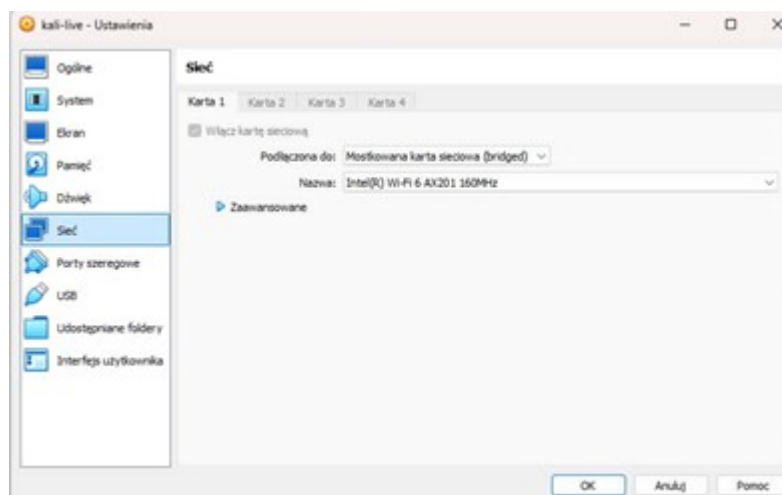 kali-live - Ustawienia
Ogólne
System
Ekran
Pamięć
Dźwięk
Sieć
Porty szeregowe
USB
Udostępniane foldery
Interfejs użytkownika
Sieć
Karta 1 Karta 2 Karta 3 Karta 4
Włącz kartę sieciową
Podłączona do: Mostkowana karta sieciowa (bridged)
Nazwa: Intel(R) Wi-Fi 6 AX201 160MHz
Zaawansowane
OK Anuluj Pomoc